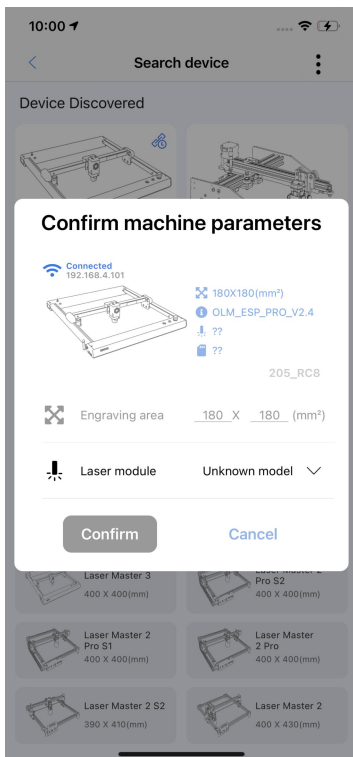 10:00
Search device
Device Discovered
Confirm machine parameters
Connected
192.168.4.101
180X180(mm²)
OLM_ESP_PRO_V2.4
??
??
205_RC8
Engraving area 180 X 180 (mm²)
Laser module Unknown model
Confirm Cancel
Laser Master 3
400 X 400(mm)
Laser Master 2
Pro S2
400 X 400(mm)
Laser Master 2
Pro S1
400 X 400(mm)
Laser Master
2 Pro
400 X 400(mm)
Laser Master 2 S2
390 X 410(mm)
Laser Master 2
400 X 430(mm)